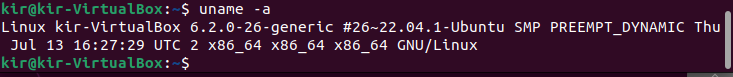 kir@kir-VirtualBox:~$ uname -a
Linux kir-VirtualBox 6.2.0-26-generic #26~22.04.1-Ubuntu SMP PREEMPT_DYNAMIC Thu
 Jul 13 16:27:29 UTC 2 x86_64 x86_64 x86_64 GNU/Linux
kir@kir-VirtualBox:~$